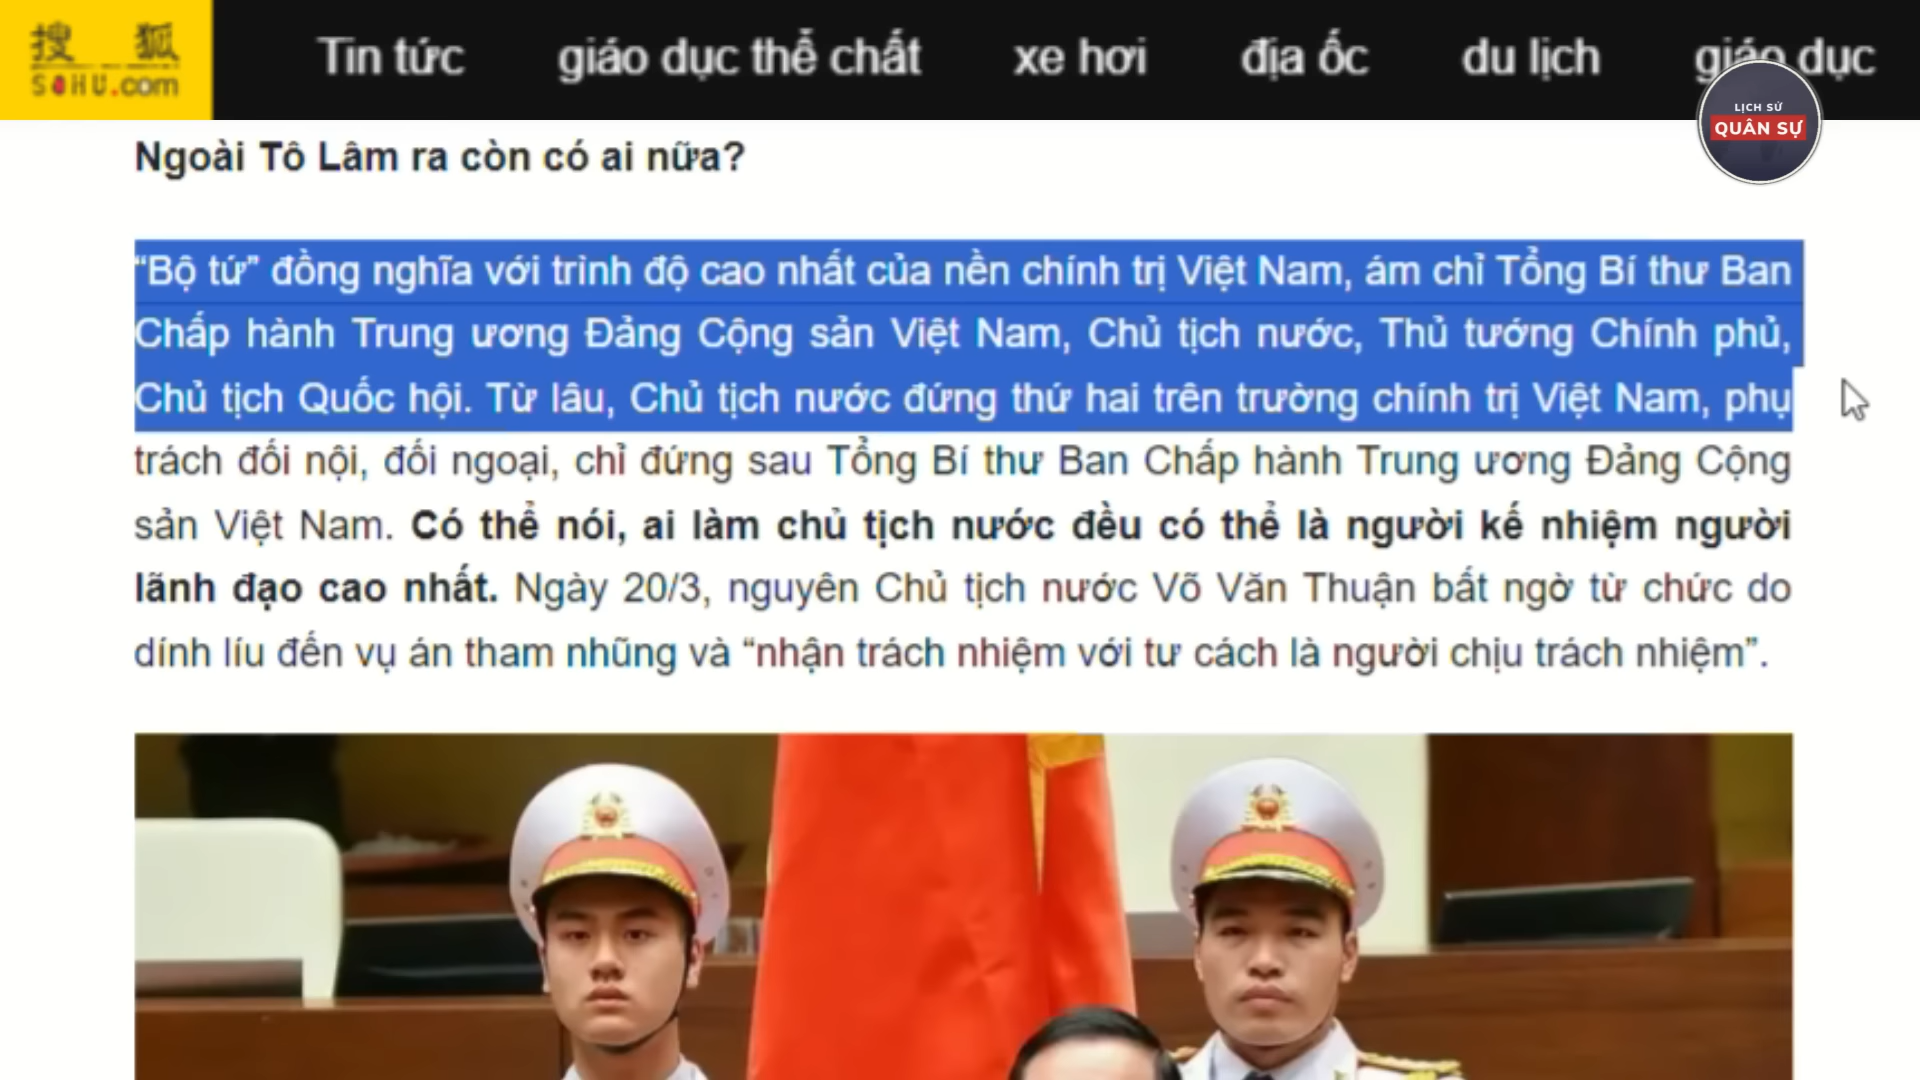 搜 狐
SOHU.com
Tin tức giáo dục thể chất xe hơi địa ốc du lịch giáo dục
LỊCH SỬ
QUÂN SỰ
Ngoài Tô Lâm ra còn có ai nữa?
“Bộ tứ” đồng nghĩa với trình độ cao nhất của nền chính trị Việt Nam, ám chỉ Tổng Bí thư Ban
Chấp hành Trung ương Đảng Cộng sản Việt Nam, Chủ tịch nước, Thủ tướng Chính phủ,
Chủ tịch Quốc hội. Từ lâu, Chủ tịch nước đứng thứ hai trên trường chính trị Việt Nam, phụ
trách đối nội, đối ngoại, chỉ đứng sau Tổng Bí thư Ban Chấp hành Trung ương Đảng Cộng
sản Việt Nam. Có thể nói, ai làm chủ tịch nước đều có thể là người kế nhiệm người
lãnh đạo cao nhất. Ngày 20/3, nguyên Chủ tịch nước Võ Văn Thuận bất ngờ từ chức do
dính líu đến vụ án tham nhũng và “nhận trách nhiệm với tư cách là người chịu trách nhiệm”.